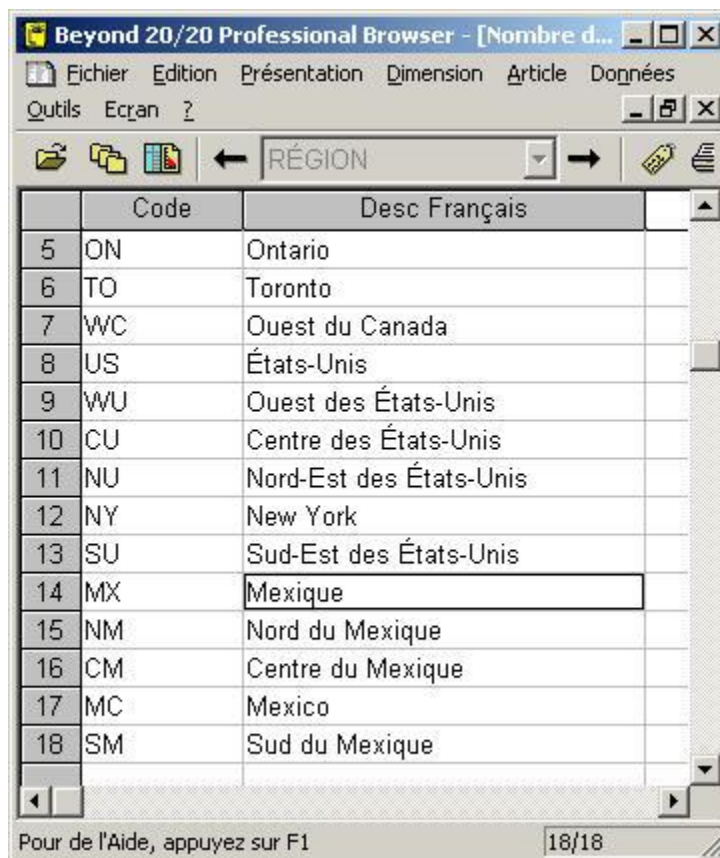 Beyond 20/20 Professional Browser - [Nombre d...
Fichier Edition Présentation Dimension Article Données
Outils Ecran ?
RÉGION
Code Desc Français
5 ON Ontario
6 TO Toronto
7 WC Ouest du Canada
8 US États-Unis
9 WU Ouest des États-Unis
10 CU Centre des États-Unis
11 NU Nord-Est des États-Unis
12 NY New York
13 SU Sud-Est des États-Unis
14 MX Mexique
15 NM Nord du Mexique
16 CM Centre du Mexique
17 MC Mexico
18 SM Sud du Mexique
Pour de l'Aide, appuyez sur F1 18/18